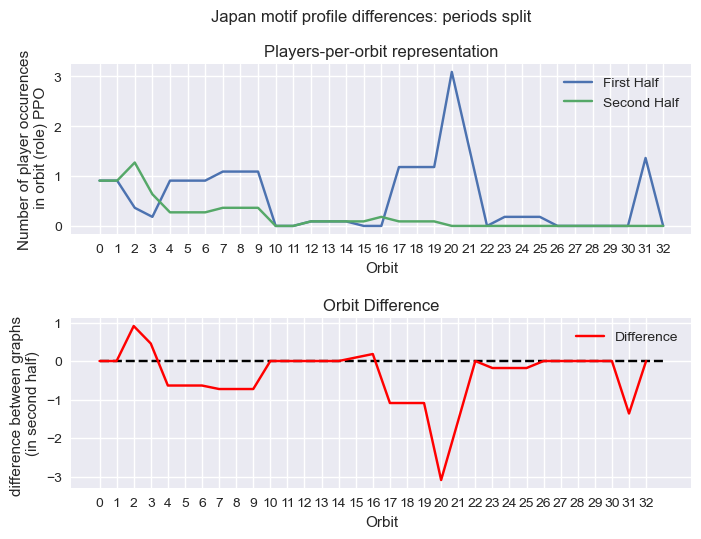 Japan motif profile differences: periods split
Players-per-orbit representation
Number of player occurences
in orbit (role) PPO
3
2
1
0
First Half
Second Half
0 1 2 3 4 5 6 7 8 9 10 11 12 13 14 15 16 17 18 19 20 21 22 23 24 25 26 27 28 29 30 31 32
Orbit
Orbit Difference
difference between graphs
(in second half)
1
0
−1
−2
−3
Difference
0 1 2 3 4 5 6 7 8 9 10 11 12 13 14 15 16 17 18 19 20 21 22 23 24 25 26 27 28 29 30 31 32
Orbit